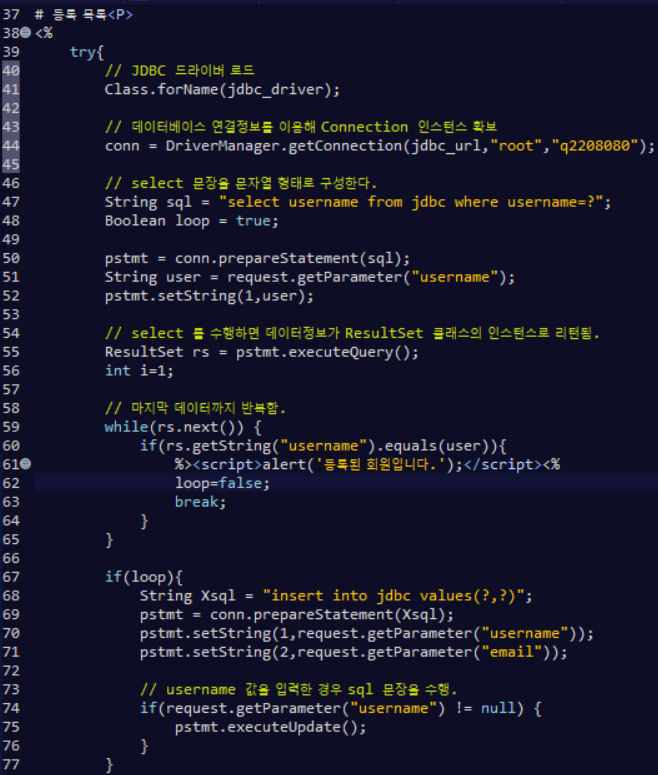 37 # 등록 목록<P>
38 <%
39 try{
40 // JDBC 드라이버 로드
41 Class.forName(jdbc_driver);
42
43 // 데이터베이스 연결정보를 이용해 Connection 인스턴스 확보
44 conn = DriverManager.getConnection(jdbc_url,"root","q2208080");
45
46 // select 문장을 문자열 형태로 구성한다.
47 String sql = "select username from jdbc where username=?";
48 Boolean loop = true;
49
50 pstmt = conn.prepareStatement(sql);
51 String user = request.getParameter("username");
52 pstmt.setString(1,user);
53
54 // select 를 수행하면 데이터정보가 ResultSet 클래스의 인스턴스로 리턴됨.
55 ResultSet rs = pstmt.executeQuery();
56 int i=1;
57
58 // 마지막 데이터까지 반복함.
59 while(rs.next()) {
60 if(rs.getString("username").equals(user)){
61 %><script>alert('등록된 회원입니다.');</script><%
62 loop=false;
63 break;
64 }
65 }
66
67 if(loop){
68 String Xsql = "insert into jdbc values(?,?)";
69 pstmt = conn.prepareStatement(Xsql);
70 pstmt.setString(1,request.getParameter("username"));
71 pstmt.setString(2,request.getParameter("email"));
72
73 // username 값을 입력한 경우 sql 문장을 수행.
74 if(request.getParameter("username") != null) {
75 pstmt.executeUpdate();
76 }
77 }